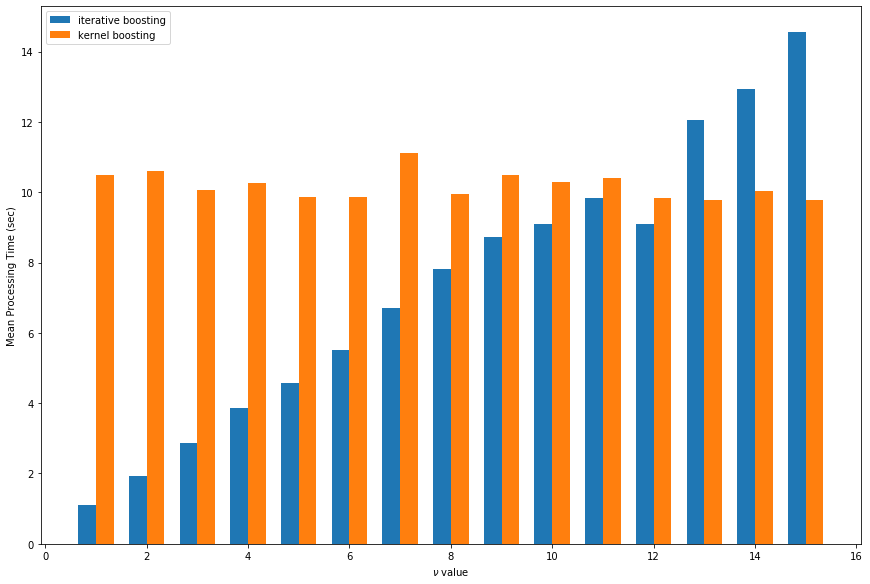 iterative boosting
kernel boosting
Mean Processing Time (sec)
14
12
10
8
6
4
2
0
0 2 4 6 8 10 12 14 16
ν value